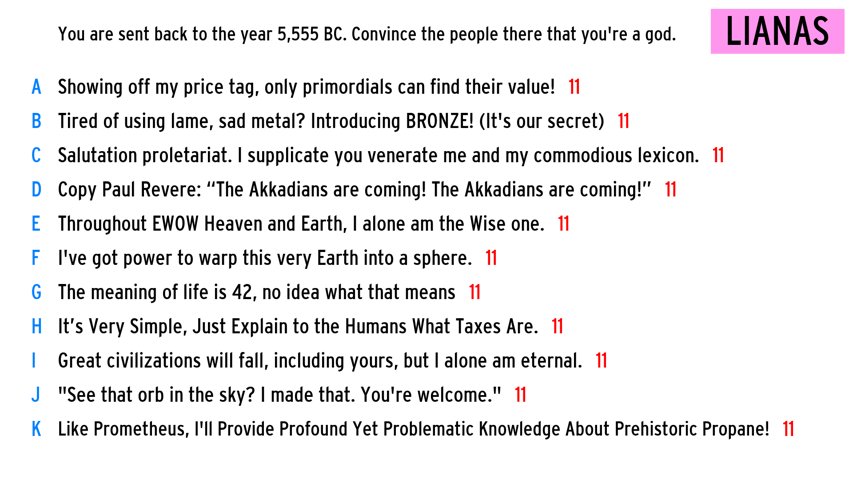 You are sent back to the year 5,555 BC. Convince the people there that you're a god.
LIANAS
A Showing off my price tag, only primordials can find their value! 11
B Tired of using lame, sad metal? Introducing BRONZE! (It's our secret) 11
C Salutation proletariat. I supplicate you venerate me and my commodious lexicon. 11
D Copy Paul Revere: “The Akkadians are coming! The Akkadians are coming!” 11
E Throughout EWOW Heaven and Earth, I alone am the Wise one. 11
F I've got power to warp this very Earth into a sphere. 11
G The meaning of life is 42, no idea what that means 11
H It’s Very Simple, Just Explain to the Humans What Taxes Are. 11
I Great civilizations will fall, including yours, but I alone am eternal. 11
J "See that orb in the sky? I made that. You're welcome." 11
K Like Prometheus, I'll Provide Profound Yet Problematic Knowledge About Prehistoric Propane! 11